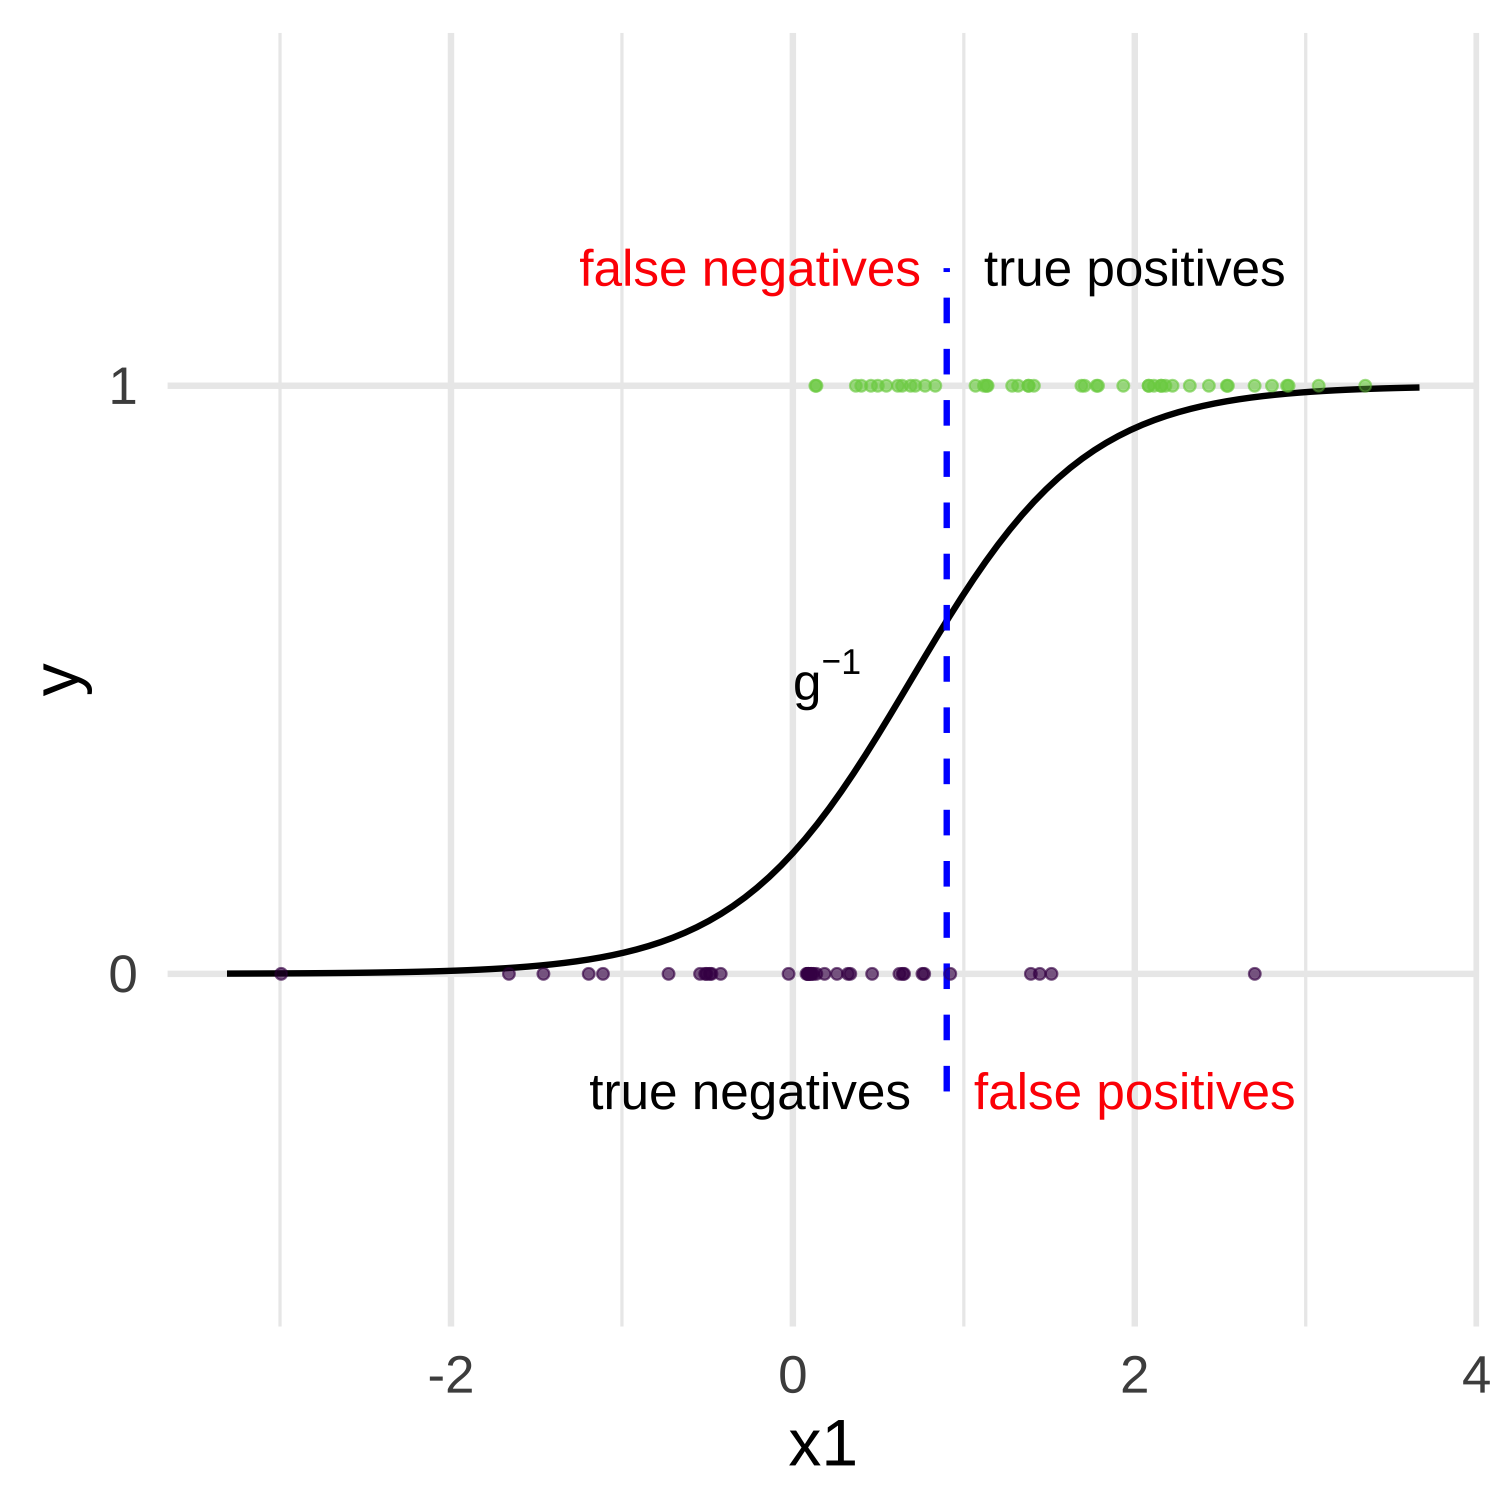 false negatives true positives
1
y
g⁻¹
0
true negatives false positives
-2 0 2 4
x1